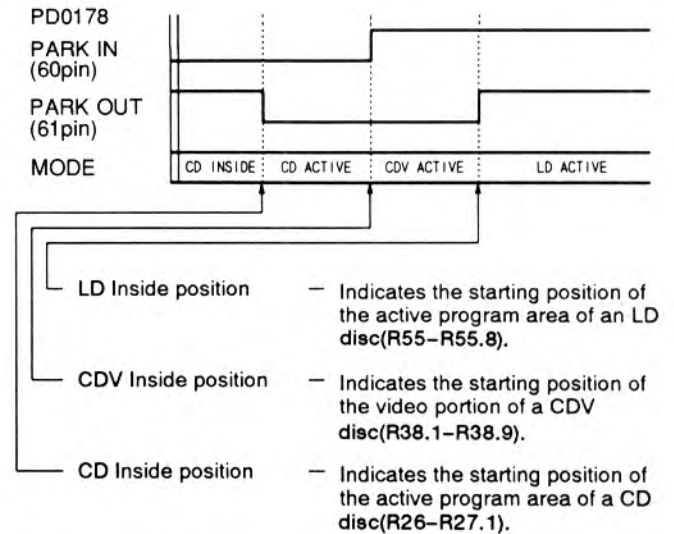 PD0178
PARK IN
(60pin)
PARK OUT
(61pin)
MODE
CD INSIDE CD ACTIVE CDV ACTIVE LD ACTIVE
LD Inside position – Indicates the starting position of
the active program area of an LD
disc(R55–R55.8).
CDV Inside position – Indicates the starting position of
the video portion of a CDV
disc(R38.1–R38.9).
CD Inside position – Indicates the starting position of
the active program area of a CD
disc(R26–R27.1).